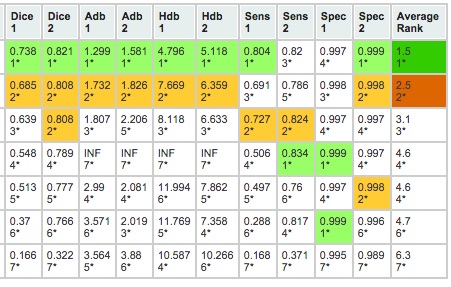 Dice Dice Adb Adb Hdb Hdb Sens Sens Spec Spec Average
1 2 1 2 1 2 1 2 1 2 Rank
0.738 0.821 1.299 1.581 4.796 5.118 0.804 0.82 0.997 0.999 1.5
1* 1* 1* 1* 1* 1* 1* 3* 4* 1* 1*
0.685 0.808 1.732 1.826 7.669 6.359 0.691 0.786 0.998 0.998 2.5
2* 2* 2* 2* 2* 2* 3* 5* 3* 2* 2*
0.639 0.808 1.807 2.206 8.118 6.633 0.727 0.824 0.997 0.997 3.1
3* 2* 3* 5* 3* 3* 2* 2* 4* 4* 3*
0.548 0.789 INF INF INF INF 0.506 0.834 0.999 0.997 4.6
4* 4* 7* 7* 7* 7* 4* 1* 1* 4* 4*
0.513 0.777 2.99 2.081 11.994 7.862 0.497 0.76 0.997 0.998 4.6
5* 5* 4* 4* 6* 5* 5* 6* 4* 2* 4*
0.37 0.766 3.571 2.019 11.769 7.358 0.288 0.817 0.999 0.996 4.7
6* 6* 6* 3* 5* 4* 6* 4* 1* 6* 6*
0.166 0.322 3.564 3.88 10.587 10.266 0.168 0.371 0.995 0.989 6.3
7* 7* 5* 6* 4* 6* 7* 7* 7* 7* 7*